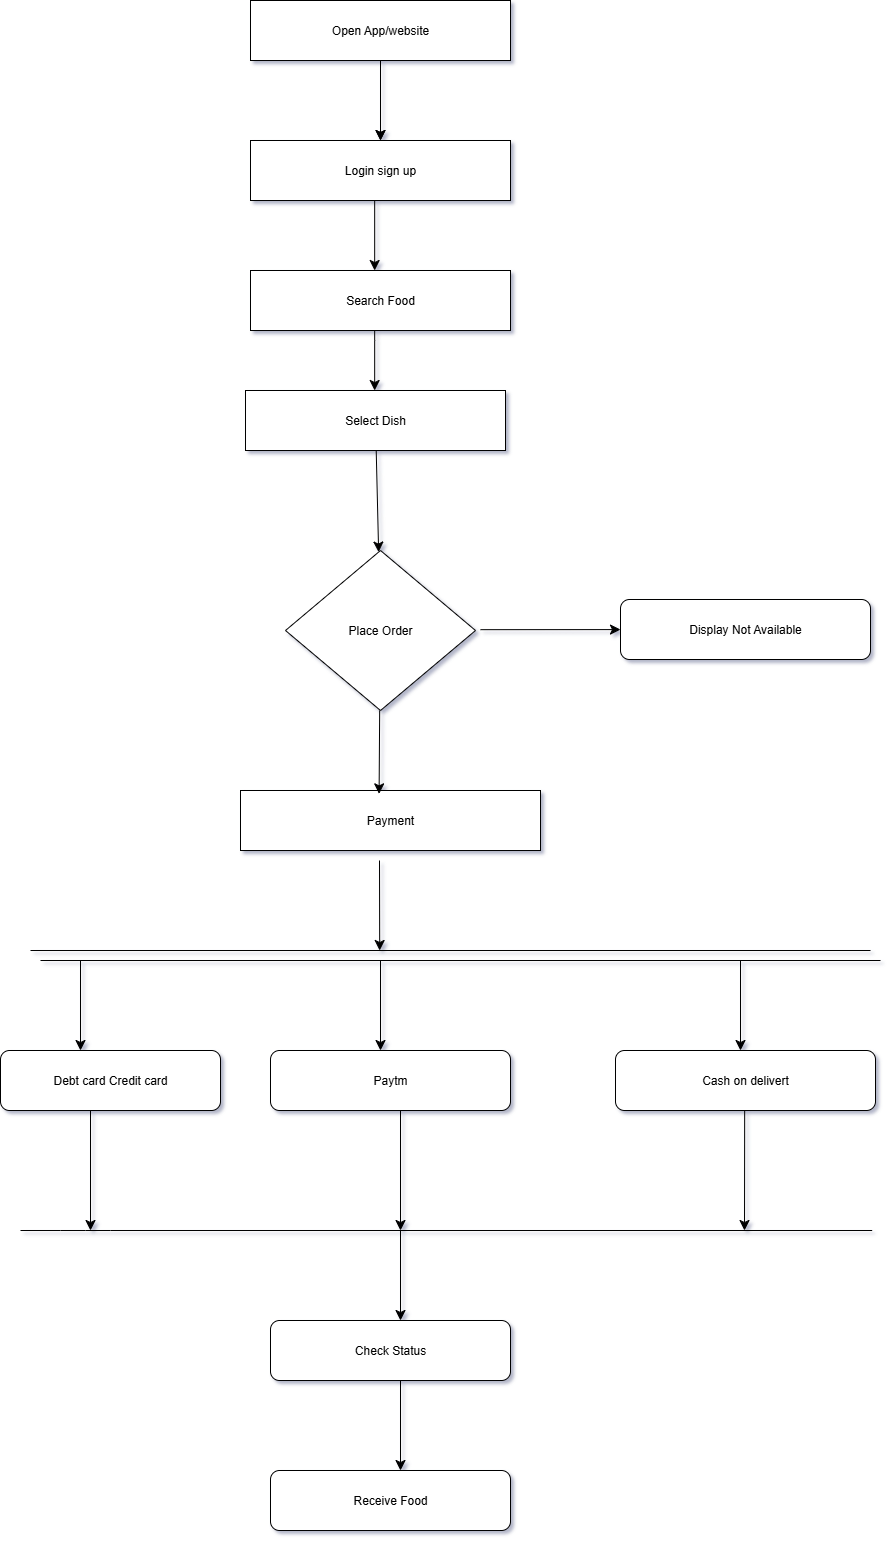 Open App/website
Login sign up
Search Food
Select Dish
Place Order
Display Not Available
Payment
Debt card Credit card
Paytm
Cash on delivert
Check Status
Receive Food